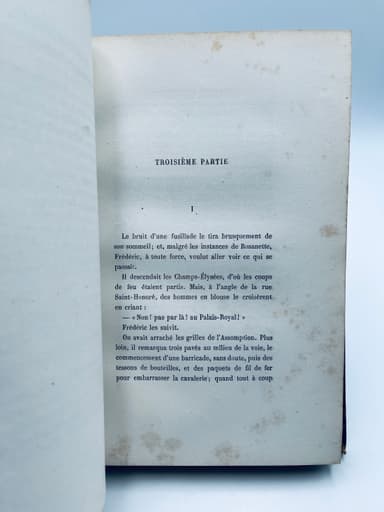 TROISIÈME PARTIE
I
Le bruit d'une fusillade le tira brusquement de
son sommeil; et, malgré les instances de Rosanette,
Frédéric, à toute force, voulut aller voir ce qui se
passait.
Il descendait les Champs-Élysées, d'où les coups
de feu étaient partis. Mais, à l'angle de la rue
Saint-Honoré, des hommes en blouse le croisèrent
en criant:
— « Non! pas par là! au Palais-Royal! »
Frédéric les suivit.
On avait arraché les grilles de l'Assomption. Plus
loin, il remarqua trois pavés au milieu de la voie, le
commencement d'une barricade, sans doute, puis des
tessons de bouteilles, et des paquets de fil de fer
pour embarrasser la cavalerie; quand tout à coup